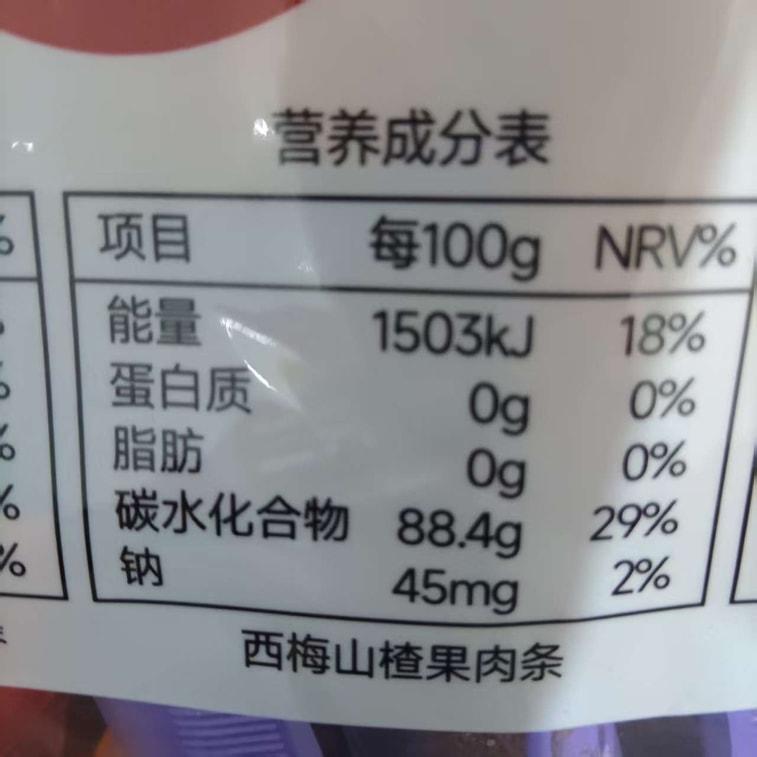 营养成分表
项目 每100g NRV%
能量 1503kJ 18%
蛋白质 0g 0%
脂肪 0g 0%
碳水化合物 88.4g 29%
钠 45mg 2%
西梅山楂果肉条